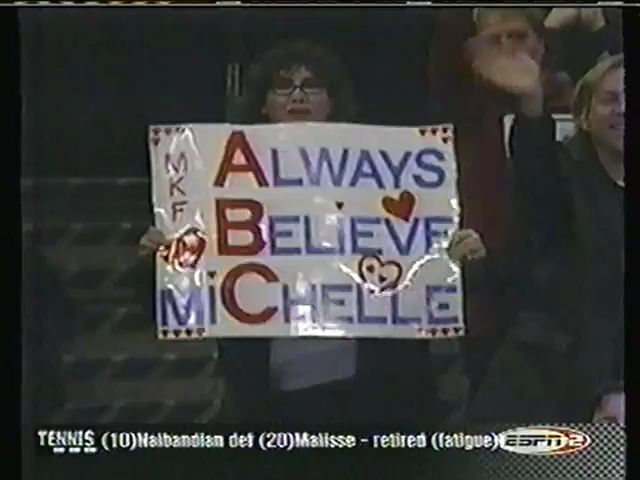 MKF
ALWAYS
BELIEVE
MiCHELLE
TENNIS (10)Nalbandian def (20)Malisse - retired (fatigue)
ESPN2